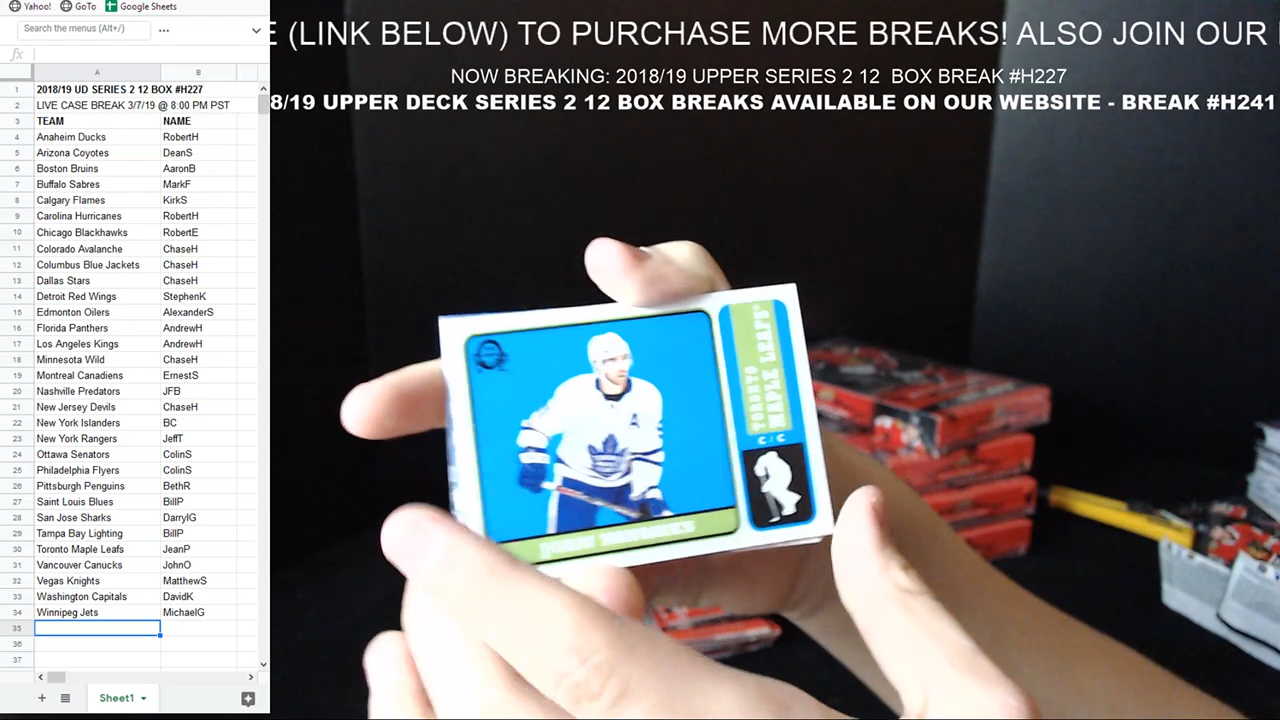 Yahoo! GoTo Google Sheets
Search the menus (Alt+/)
fx
A B
1 2018/19 UD SERIES 2 12 BOX #H227
2 LIVE CASE BREAK 3/7/19 @ 8:00 PM PST
3 TEAM NAME
4 Anaheim Ducks RobertH
5 Arizona Coyotes DeanS
6 Boston Bruins AaronB
7 Buffalo Sabres MarkF
8 Calgary Flames KirkS
9 Carolina Hurricanes RobertH
10 Chicago Blackhawks RobertE
11 Colorado Avalanche ChaseH
12 Columbus Blue Jackets ChaseH
13 Dallas Stars ChaseH
14 Detroit Red Wings StephenK
15 Edmonton Oilers AlexanderS
16 Florida Panthers AndrewH
17 Los Angeles Kings AndrewH
18 Minnesota Wild ChaseH
19 Montreal Canadiens ErnestS
20 Nashville Predators JFB
21 New Jersey Devils ChaseH
22 New York Islanders BC
23 New York Rangers JeffT
24 Ottawa Senators ColinS
25 Philadelphia Flyers ColinS
26 Pittsburgh Penguins BethR
27 Saint Louis Blues BillP
28 San Jose Sharks DarrylG
29 Tampa Bay Lighting BillP
30 Toronto Maple Leafs JeanP
31 Vancouver Canucks JohnO
32 Vegas Knights MatthewS
33 Washington Capitals DavidK
34 Winnipeg Jets MichaelG
35
36
37
Sheet1
E (LINK BELOW) TO PURCHASE MORE BREAKS! ALSO JOIN OUR
NOW BREAKING: 2018/19 UPPER SERIES 2 12 BOX BREAK #H227
8/19 UPPER DECK SERIES 2 12 BOX BREAKS AVAILABLE ON OUR WEBSITE - BREAK #H241
TORONTO
MAPLE LEAFS
C C
A